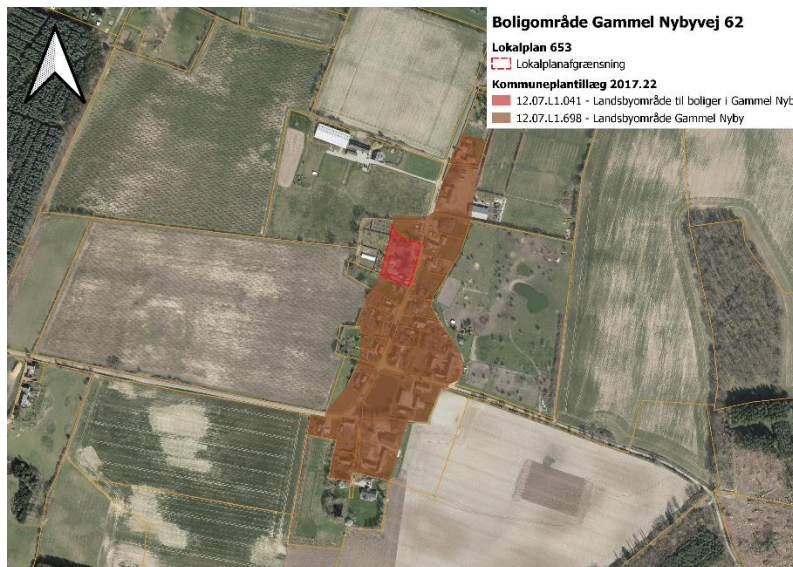 Boligområde Gammel Nybyvej 62
Lokalplan 653
Lokalplanafgrænsning
Kommuneplantillæg 2017.22
12.07.L1.041 - Landsbyområde til boliger i Gammel Nyb
12.07.L1.698 - Landsbyområde Gammel Nyby